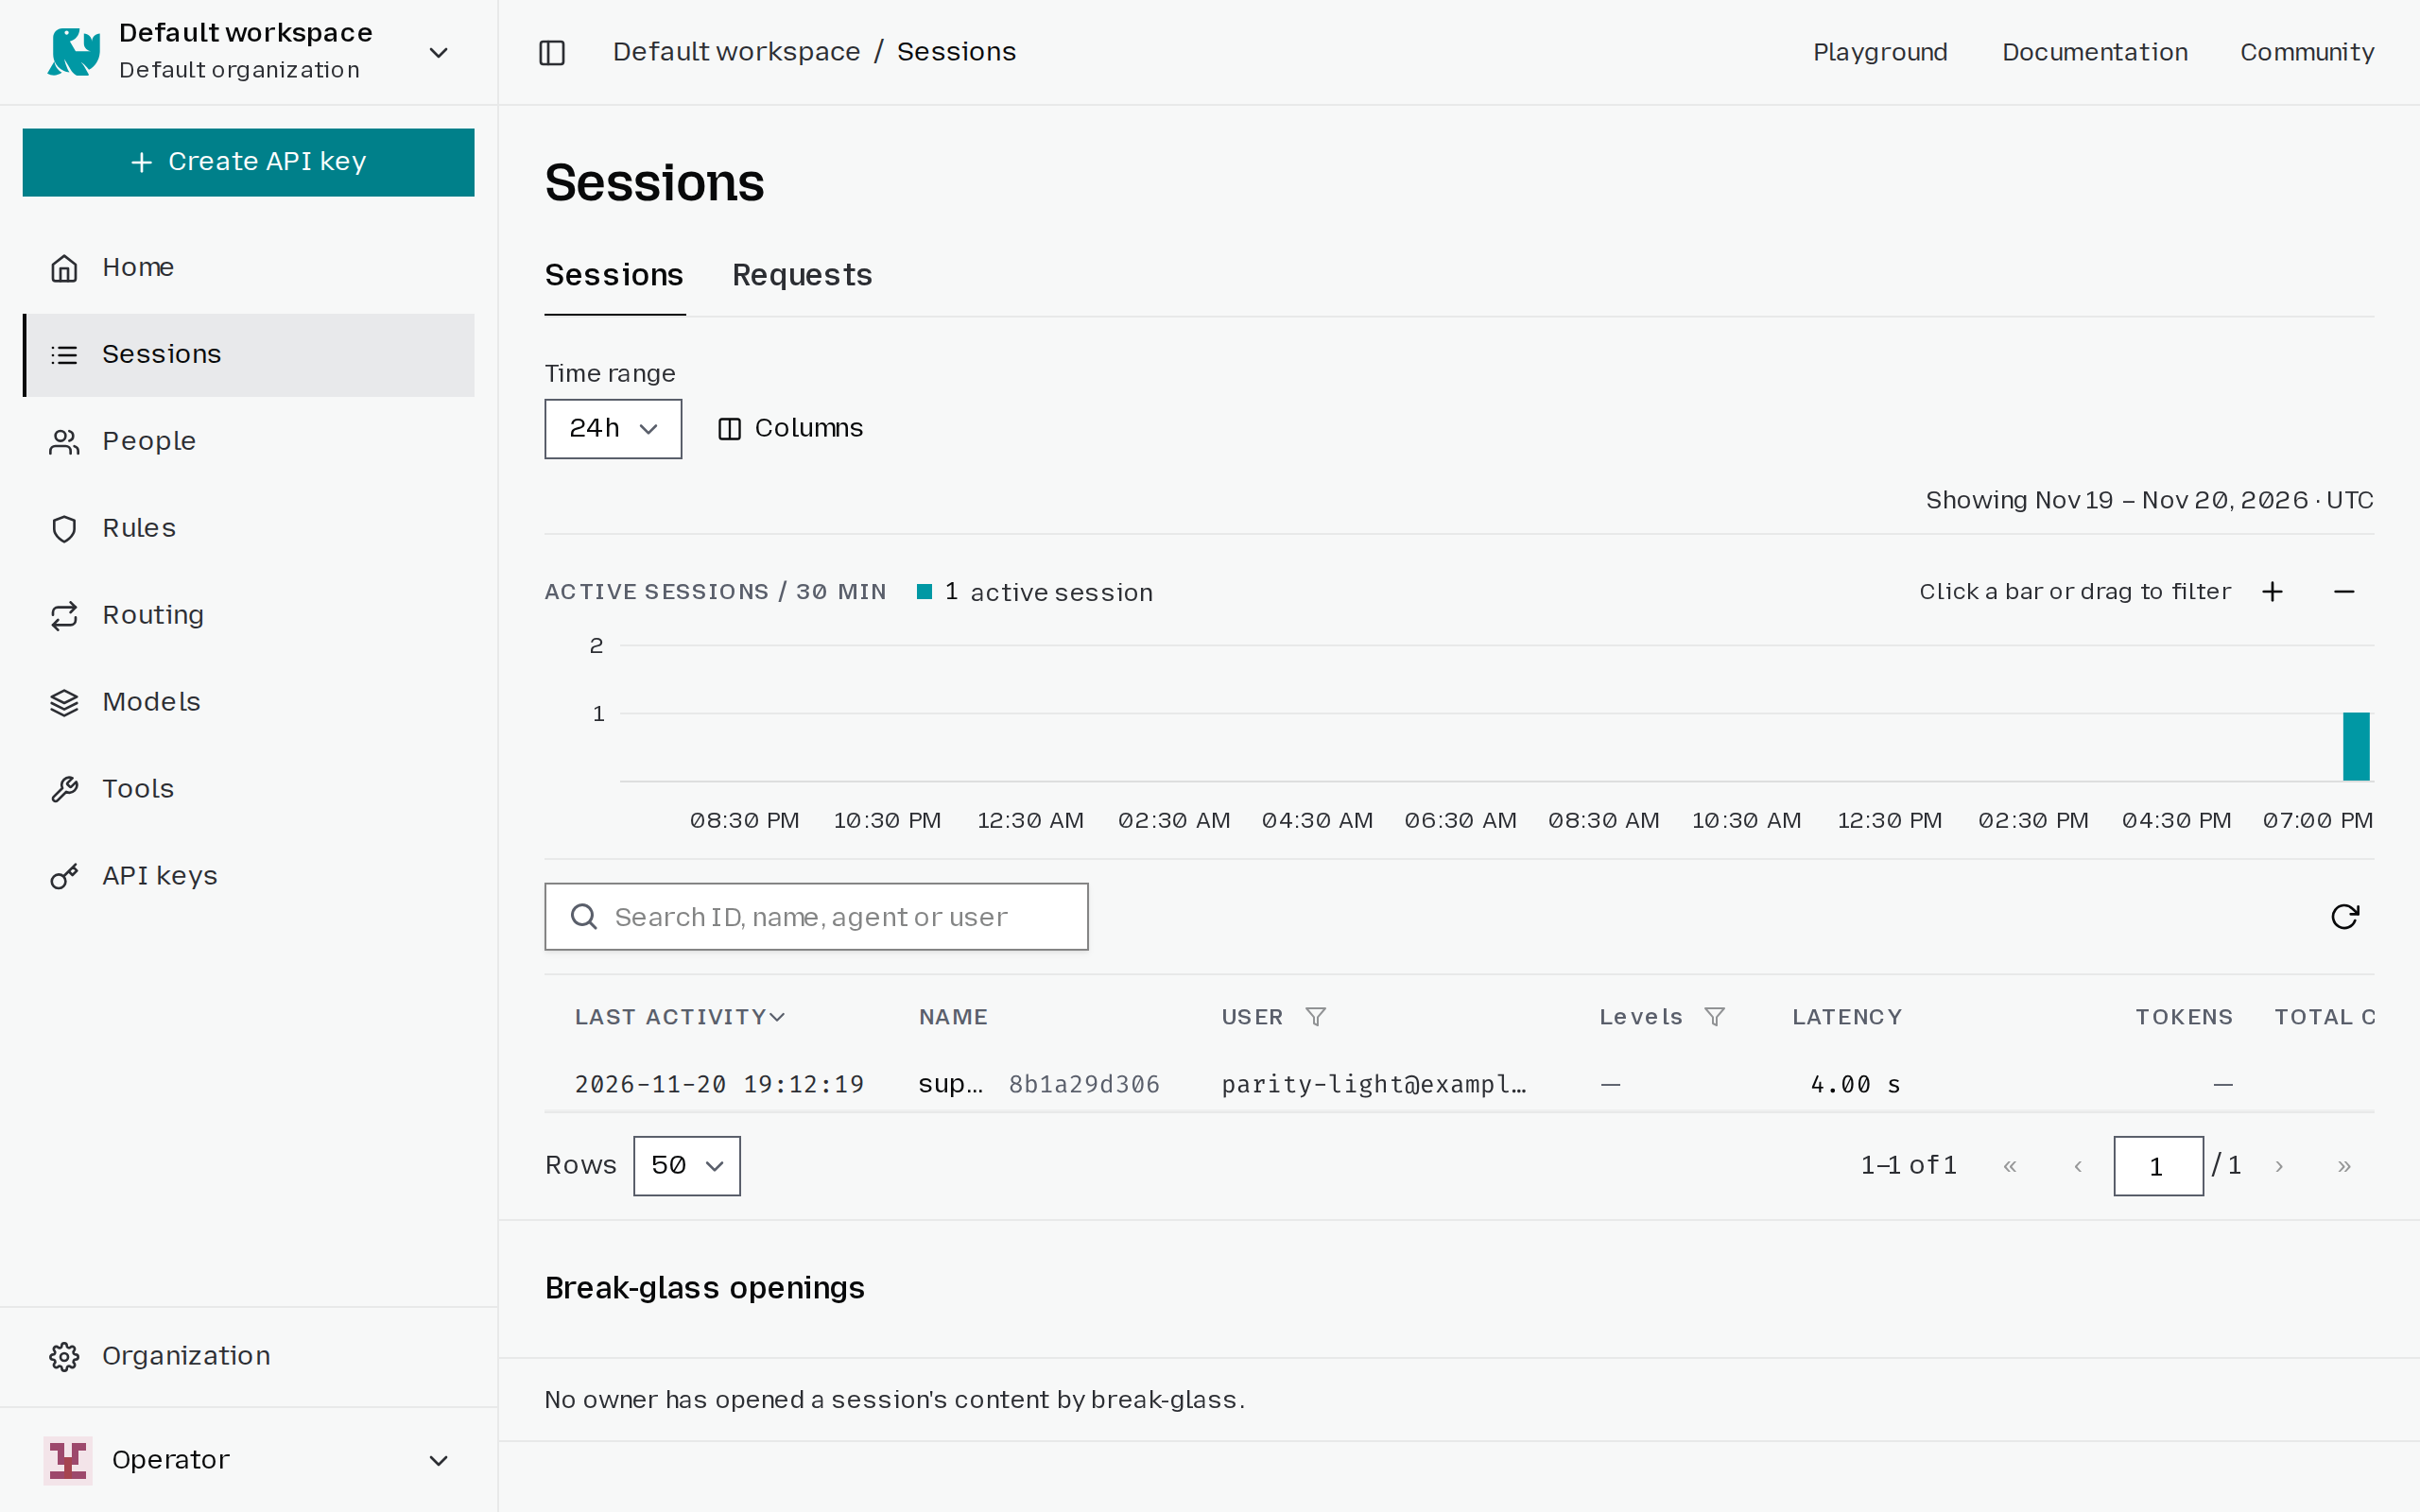 Default workspace
Default organization
Default workspace / Sessions
Playground
Documentation
Community
Create API key
Home
Sessions
People
Rules
Routing
Models
Tools
API keys
Organization
Operator
Sessions
Sessions
Requests
Time range
24h
Columns
Showing Nov 19 – Nov 20, 2026 · UTC
ACTIVE SESSIONS / 30 MIN
1 active session
Click a bar or drag to filter
2
1
08:30 PM
10:30 PM
12:30 AM
02:30 AM
04:30 AM
06:30 AM
08:30 AM
10:30 AM
12:30 PM
02:30 PM
04:30 PM
07:00 PM
Search ID, name, agent or user
LAST ACTIVITY
NAME
USER
Levels
LATENCY
TOKENS
TOTAL C
2026-11-20 19:12:19
sup...
8b1a29d306
parity-light@exampl…
—
4.00 s
—
Rows
50
1–1 of 1
«
‹
1
/ 1
›
»
Break-glass openings
No owner has opened a session's content by break-glass.